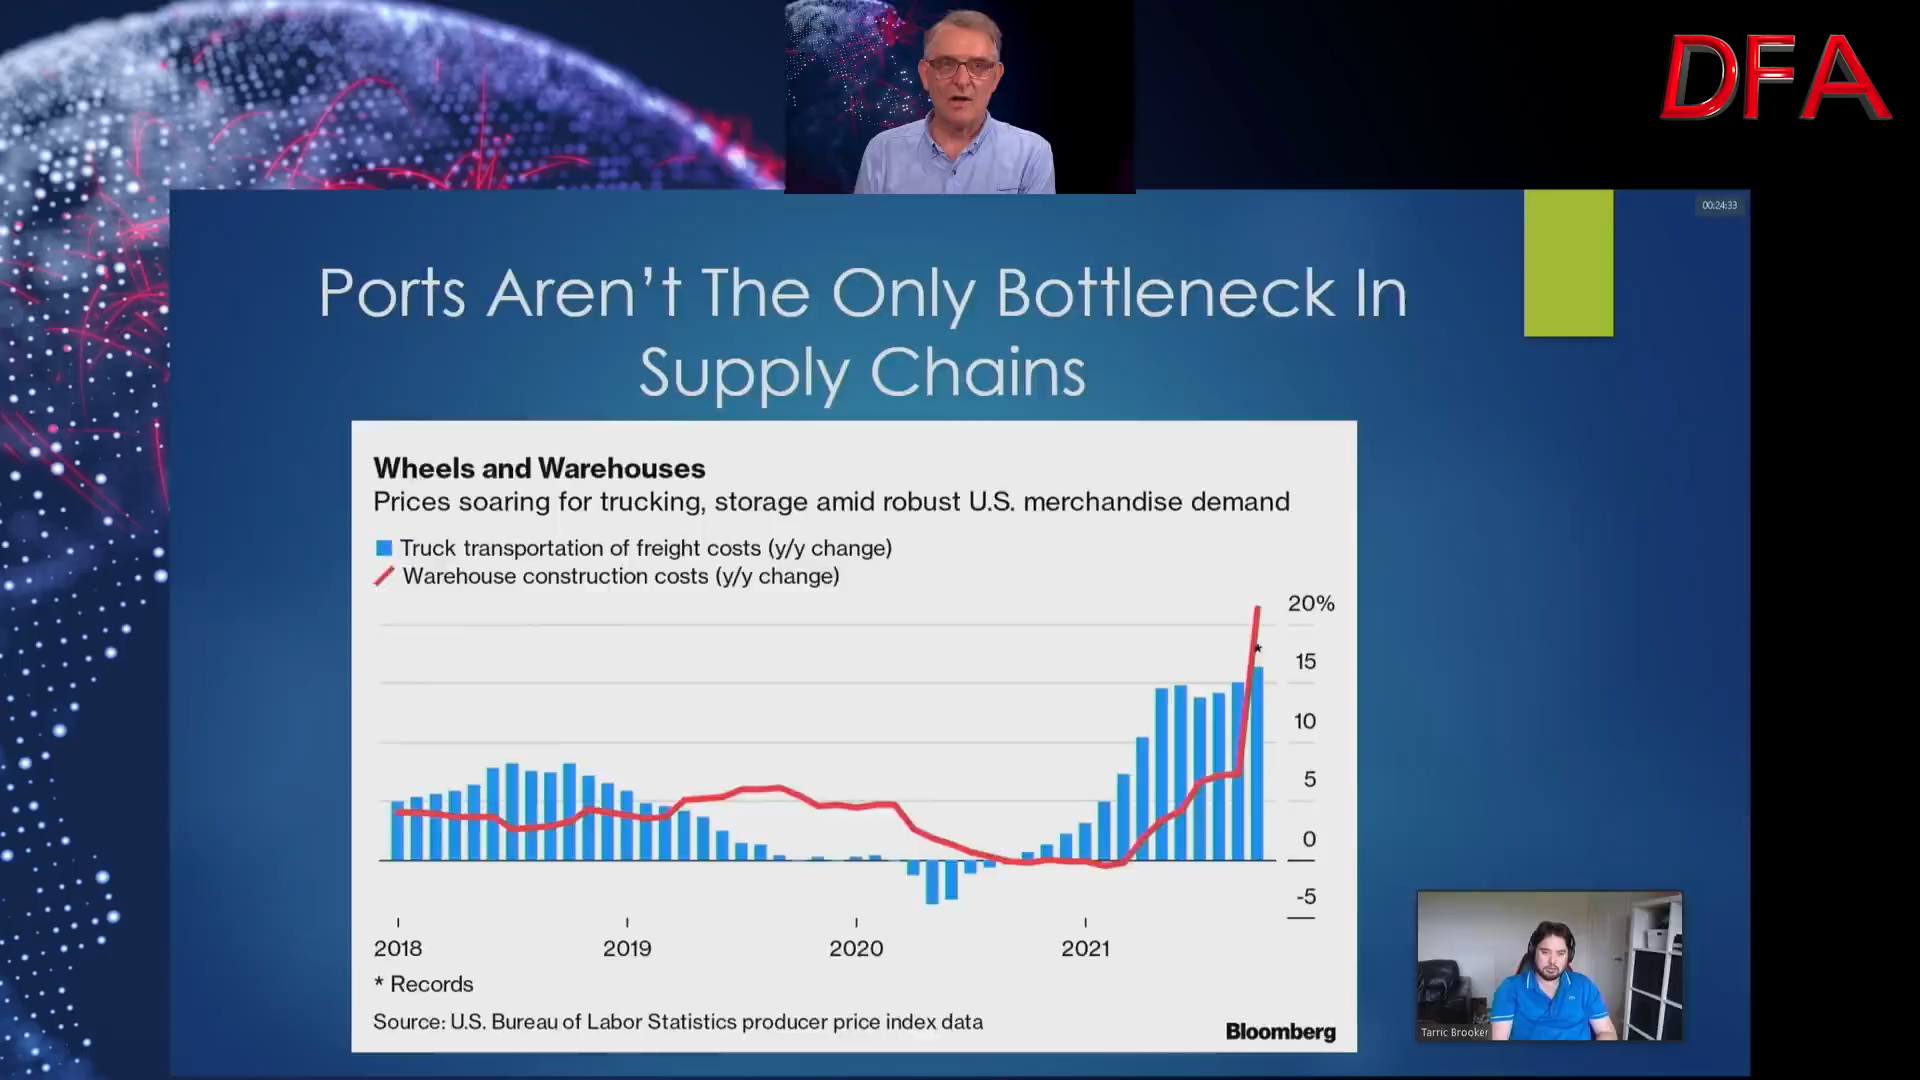 DFA
00:24:33
Ports Aren’t The Only Bottleneck In
Supply Chains
Wheels and Warehouses
Prices soaring for trucking, storage amid robust U.S. merchandise demand
Truck transportation of freight costs (y/y change)
Warehouse construction costs (y/y change)
20%
*
15
10
5
0
-5
2018 2019 2020 2021
* Records
Source: U.S. Bureau of Labor Statistics producer price index data
Bloomberg
Tarric Brooker